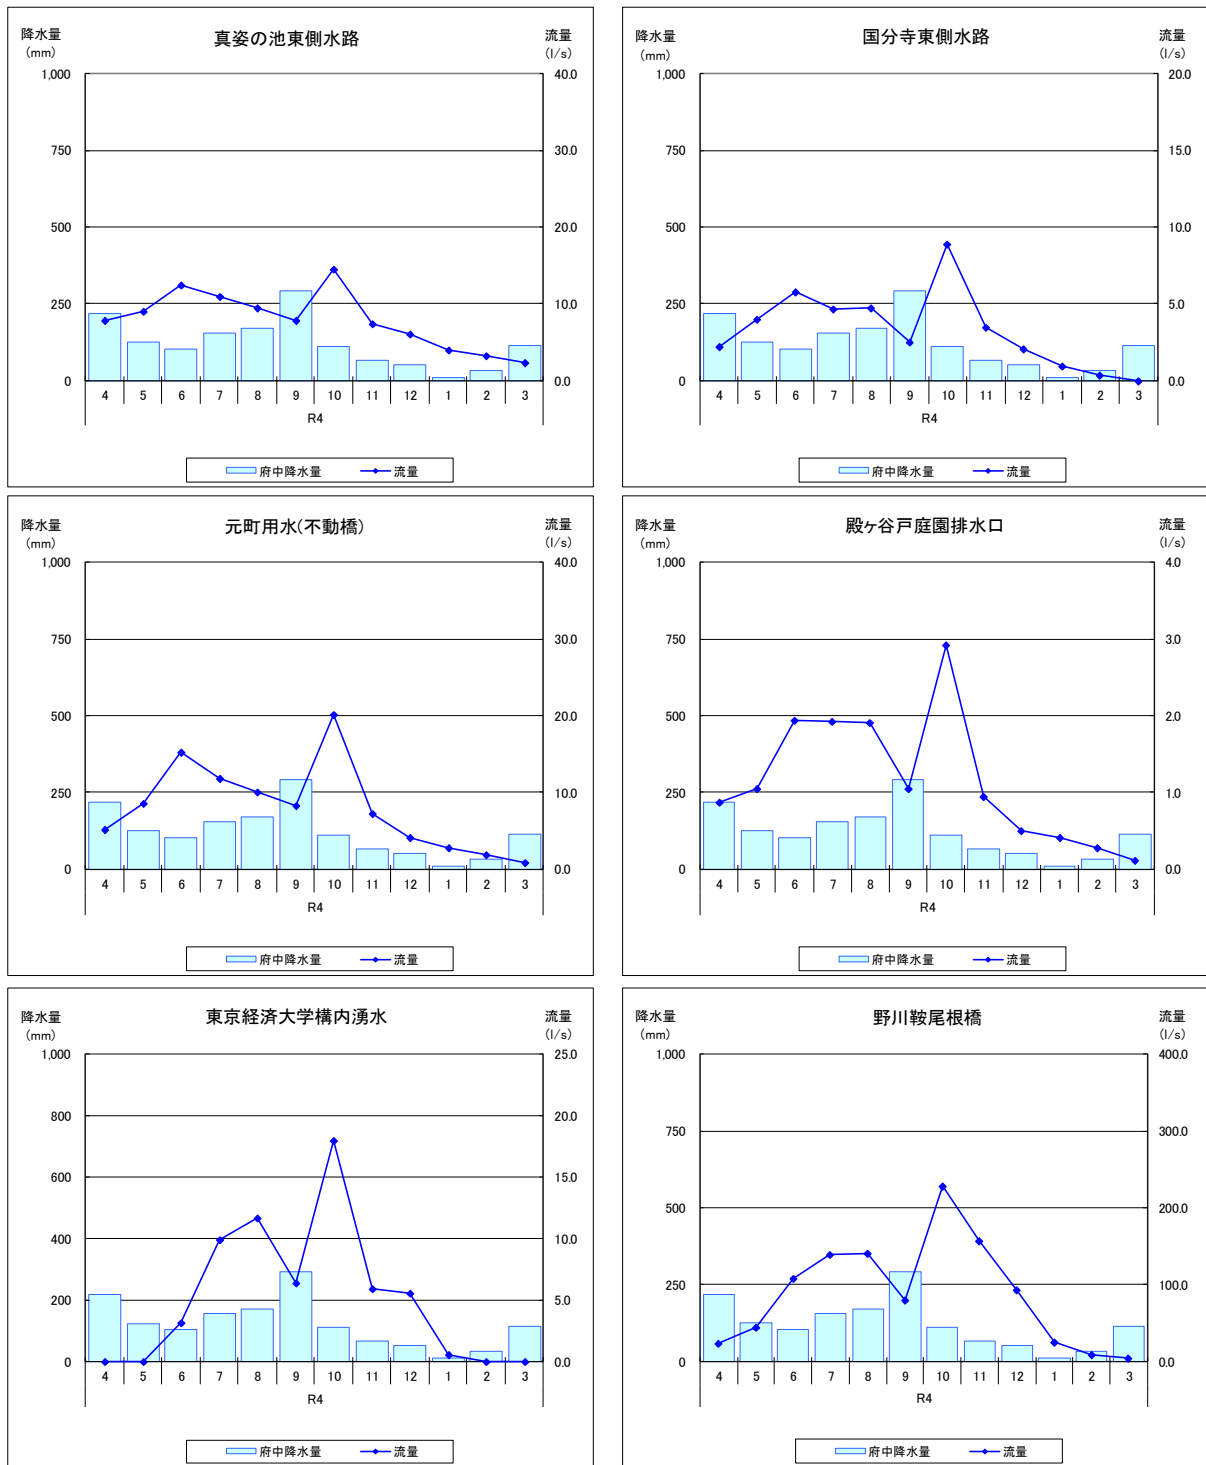 真姿の池東側水路
降水量
(mm)
流量
(l/s)
1,000
750
500
250
0
40.0
30.0
20.0
10.0
0.0
4 5 6 7 8 9 10 11 12 1 2 3
R4
府中降水量 流量
国分寺東側水路
降水量
(mm)
流量
(l/s)
1,000
750
500
250
0
20.0
15.0
10.0
5.0
0.0
4 5 6 7 8 9 10 11 12 1 2 3
R4
府中降水量 流量
元町用水(不動橋)
降水量
(mm)
流量
(l/s)
1,000
750
500
250
0
40.0
30.0
20.0
10.0
0.0
4 5 6 7 8 9 10 11 12 1 2 3
R4
府中降水量 流量
殿ヶ谷戸庭園排水口
降水量
(mm)
流量
(l/s)
1,000
750
500
250
0
4.0
3.0
2.0
1.0
0.0
4 5 6 7 8 9 10 11 12 1 2 3
R4
府中降水量 流量
東京経済大学構内湧水
降水量
(mm)
流量
(l/s)
1,000
800
600
400
200
0
25.0
20.0
15.0
10.0
5.0
0.0
4 5 6 7 8 9 10 11 12 1 2 3
R4
府中降水量 流量
野川鞍尾根橋
降水量
(mm)
流量
(l/s)
1,000
750
500
250
0
400.0
300.0
200.0
100.0
0.0
4 5 6 7 8 9 10 11 12 1 2 3
R4
府中降水量 流量